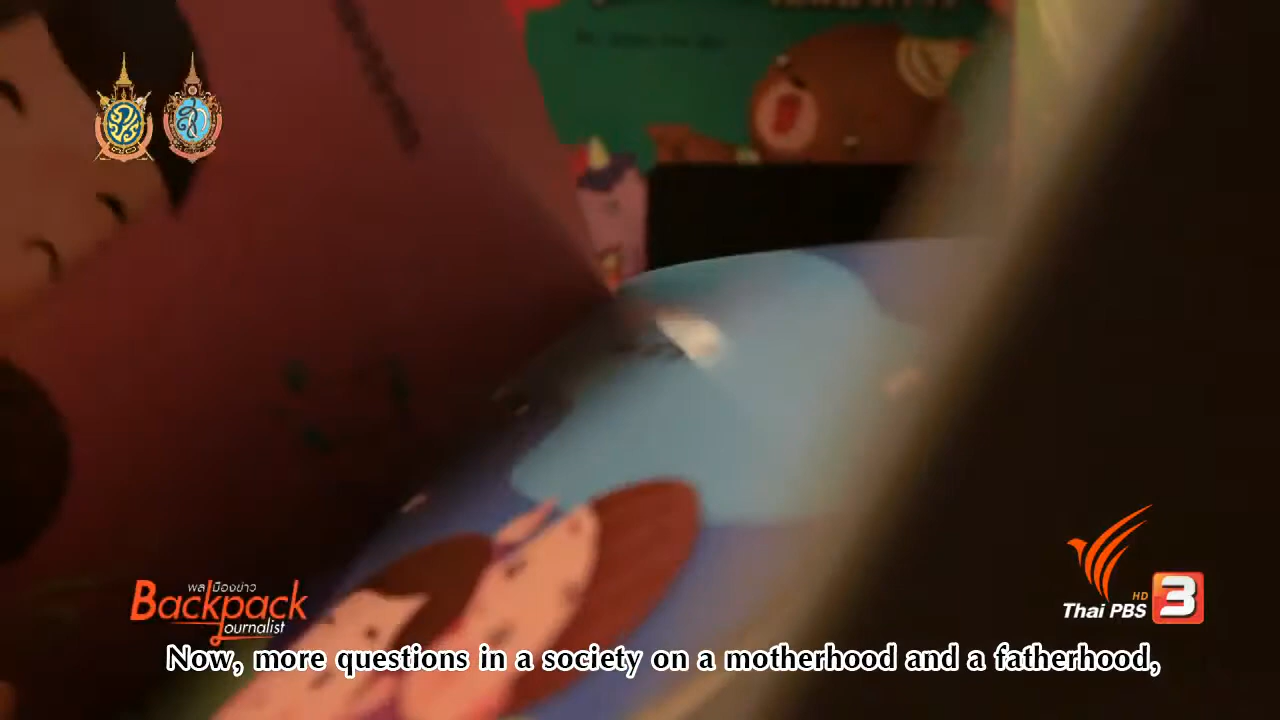 พลเมืองข่าว
Backpack
Journalist
HD
Thai PBS 3
Now, more questions in a society on a motherhood and a fatherhood,